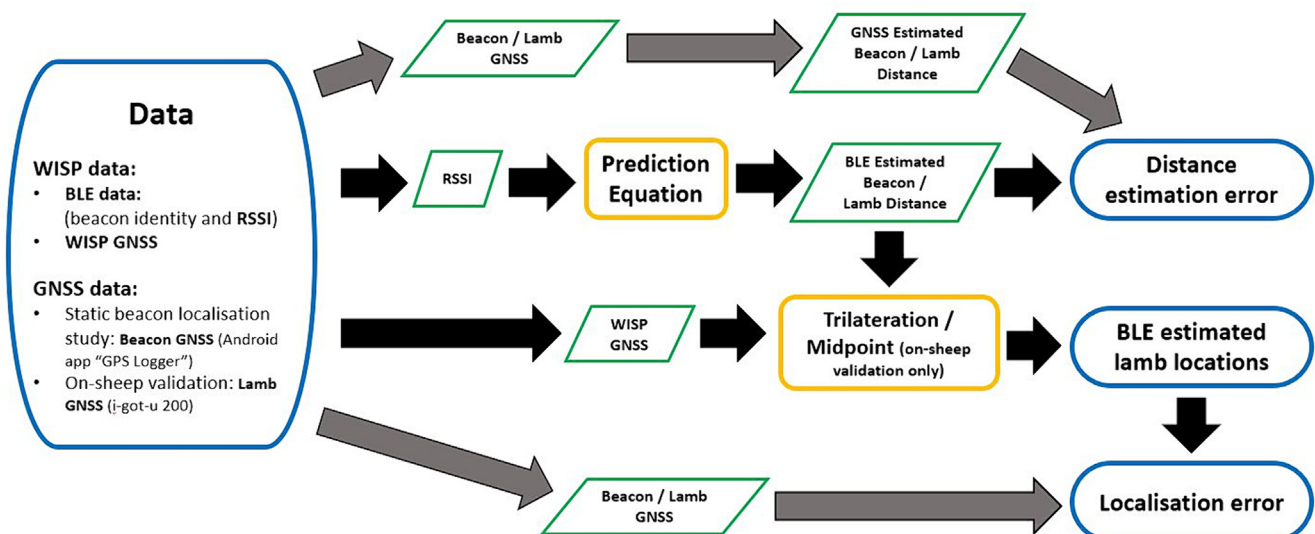 Data
WISP data:
• BLE data:
(beacon identity and RSSI)
• WISP GNSS
GNSS data:
• Static beacon localisation
study: Beacon GNSS (Android
app “GPS Logger”)
• On-sheep validation: Lamb
GNSS (i-got-u 200)
Beacon / Lamb
GNSS
GNSS Estimated
Beacon / Lamb
Distance
RSSI
Prediction
Equation
BLE Estimated
Beacon /
Lamb Distance
Distance
estimation error
WISP
GNSS
Trilateration /
Midpoint (on-sheep
validation only)
BLE estimated
lamb locations
Beacon / Lamb
GNSS
Localisation error